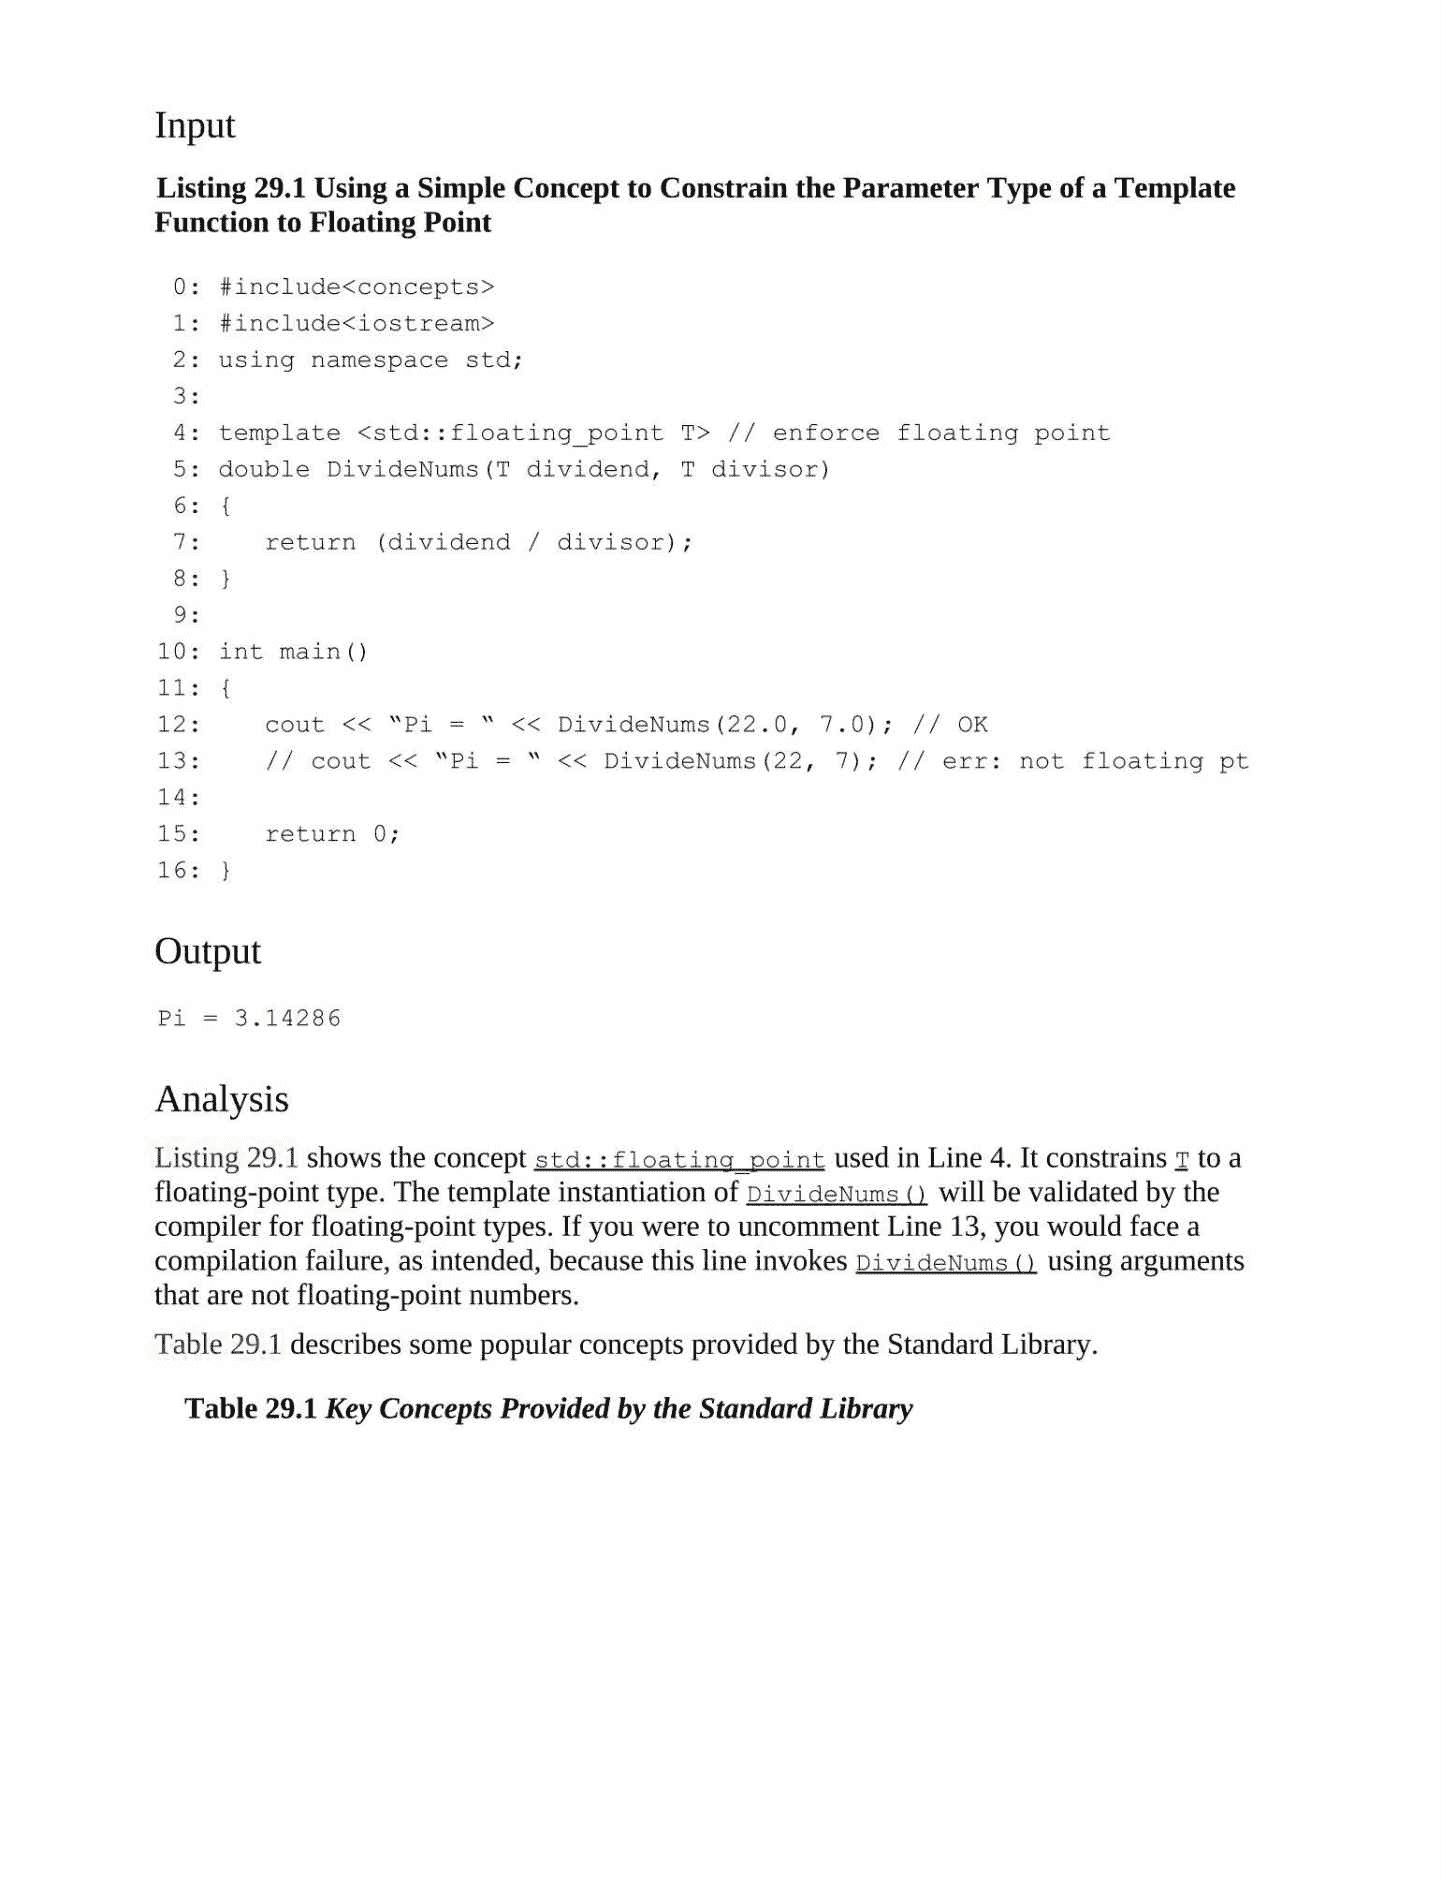 Input
Listing 29.1 Using a Simple Concept to Constrain the Parameter Type of a Template
Function to Floating Point
0: #include<concepts>
1: #include<iostream>
2: using namespace std;
3:
4: template <std::floating_point T> // enforce floating point
5: double DivideNums(T dividend, T divisor)
6: {
7:    return (dividend / divisor);
8: }
9:
10: int main()
11: {
12:    cout << “Pi = “ << DivideNums(22.0, 7.0); // OK
13:    // cout << “Pi = “ << DivideNums(22, 7); // err: not floating pt
14:
15:    return 0;
16: }
Output
Pi = 3.14286
Analysis
Listing 29.1 shows the concept std::floating_point used in Line 4. It constrains T to a
floating-point type. The template instantiation of DivideNums() will be validated by the
compiler for floating-point types. If you were to uncomment Line 13, you would face a
compilation failure, as intended, because this line invokes DivideNums() using arguments
that are not floating-point numbers.
Table 29.1 describes some popular concepts provided by the Standard Library.
Table 29.1 Key Concepts Provided by the Standard Library